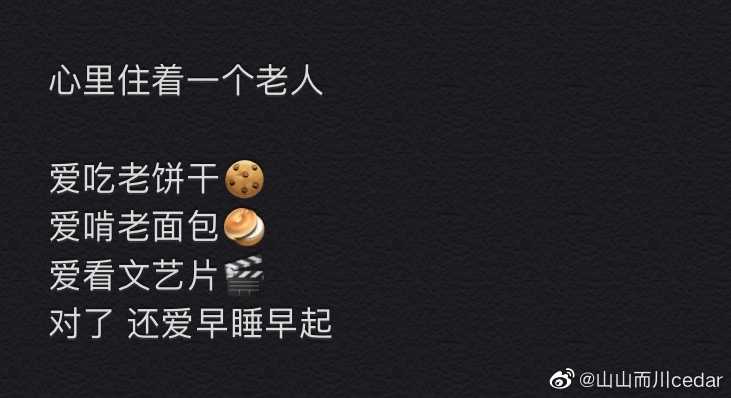 心里住着一个老人
爱吃老饼干🍪
爱啃老面包🥯
爱看文艺片🎬
对了 还爱早睡早起
@山山而川cedar